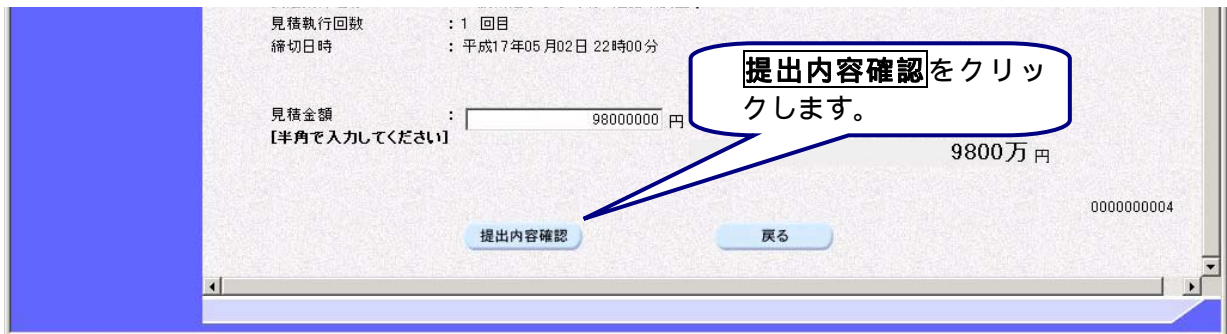 見積執行回数 :1 回目
締切日時 : 平成17年05月02日 22時00分
提出内容確認をクリッ
クします。
見積金額 : 98000000 円
[半角で入力してください]
9800万 円
0000000004
提出内容確認 戻る